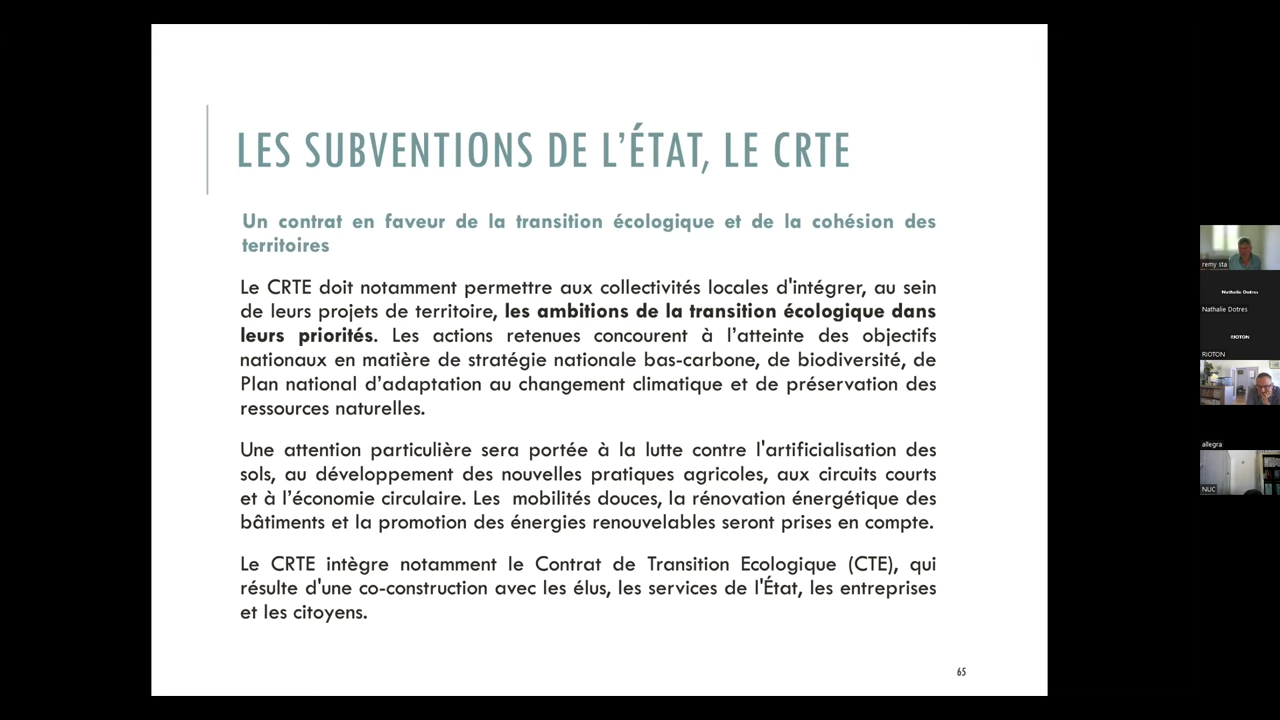 LES SUBVENTIONS DE L’ÉTAT, LE CRTE
Un contrat en faveur de la transition écologique et de la cohésion des
territoires
Le CRTE doit notamment permettre aux collectivités locales d'intégrer, au sein
de leurs projets de territoire, les ambitions de la transition écologique dans
leurs priorités. Les actions retenues concourent à l’atteinte des objectifs
nationaux en matière de stratégie nationale bas-carbone, de biodiversité, de
Plan national d’adaptation au changement climatique et de préservation des
ressources naturelles.
Une attention particulière sera portée à la lutte contre l'artificialisation des
sols, au développement des nouvelles pratiques agricoles, aux circuits courts
et à l’économie circulaire. Les mobilités douces, la rénovation énergétique des
bâtiments et la promotion des énergies renouvelables seront prises en compte.
Le CRTE intègre notamment le Contrat de Transition Ecologique (CTE), qui
résulte d'une co-construction avec les élus, les services de l'État, les entreprises
et les citoyens.
65
remy sta
Nathalie Dotres
Nathalie Dotres
RIOTON
RIOTON
allegra
NUC